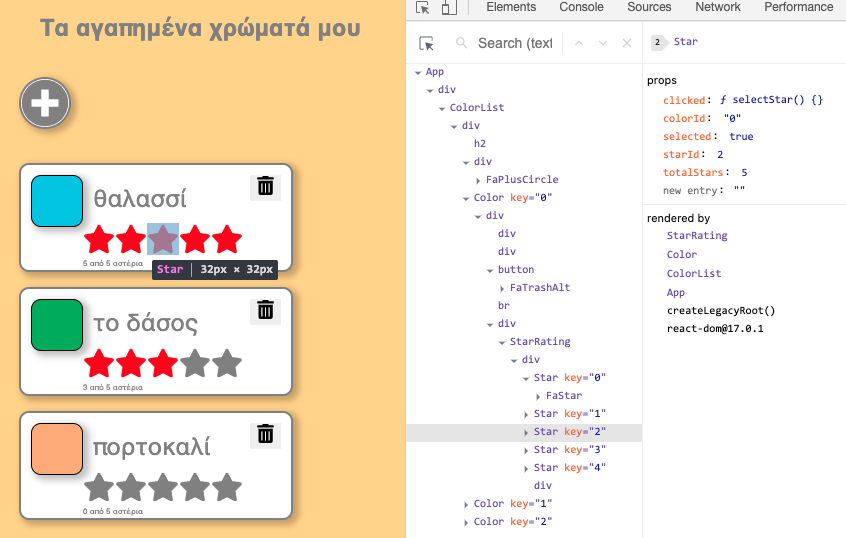 Τα αγαπημένα χρώματά μου
θαλασσί
5 από 5 αστέρια
Star | 32px × 32px
το δάσος
3 από 5 αστέρια
πορτοκαλί
0 από 5 αστέρια
Elements Console Sources Network Performance
Search (text
App
div
ColorList
div
h2
div
FaPlusCircle
Color key="0"
div
div
div
button
FaTrashAlt
br
div
StarRating
div
Star key="0"
FaStar
Star key="1"
Star key="2"
Star key="3"
Star key="4"
div
Color key="1"
Color key="2"
2 Star
props
clicked: ƒ selectStar() {}
colorId: "0"
selected: true
starId: 2
totalStars: 5
new entry: ""
rendered by
StarRating
Color
ColorList
App
createLegacyRoot()
react-dom@17.0.1